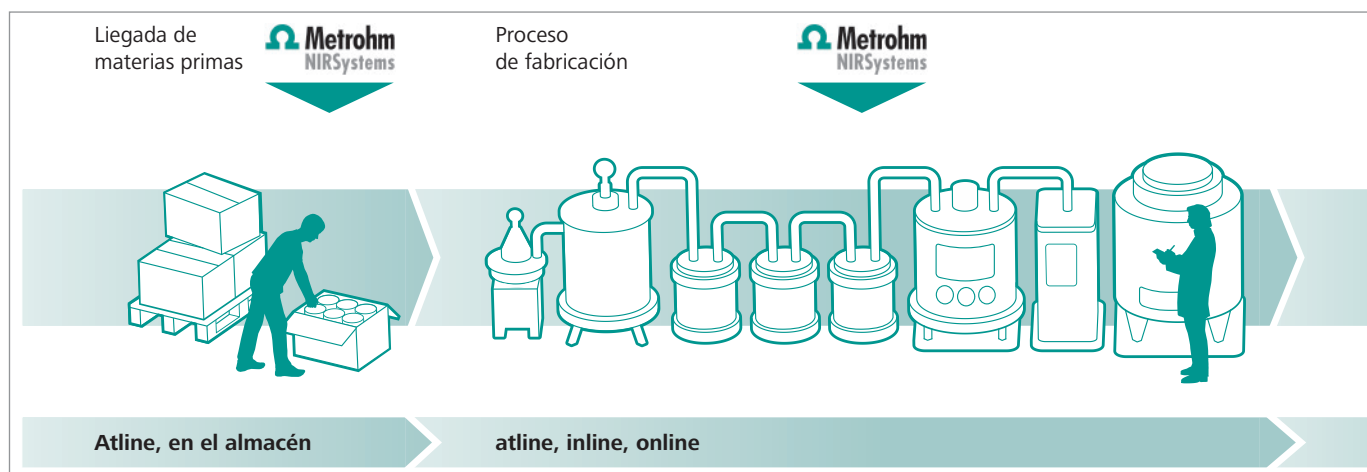 Liegada de
materias primas
Metrohm
NIRSystems
Proceso
de fabricación
Metrohm
NIRSystems
Atline, en el almacén
atline, inline, online